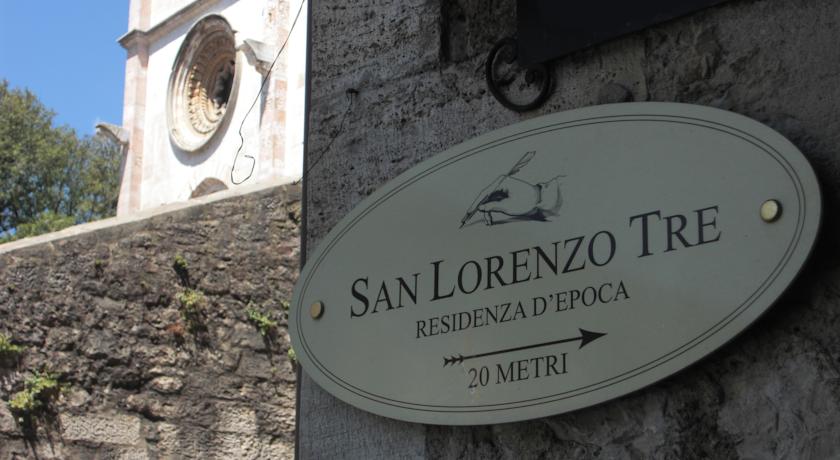 SAN LORENZO TRE
RESIDENZA D'EPOCA
20 METRI